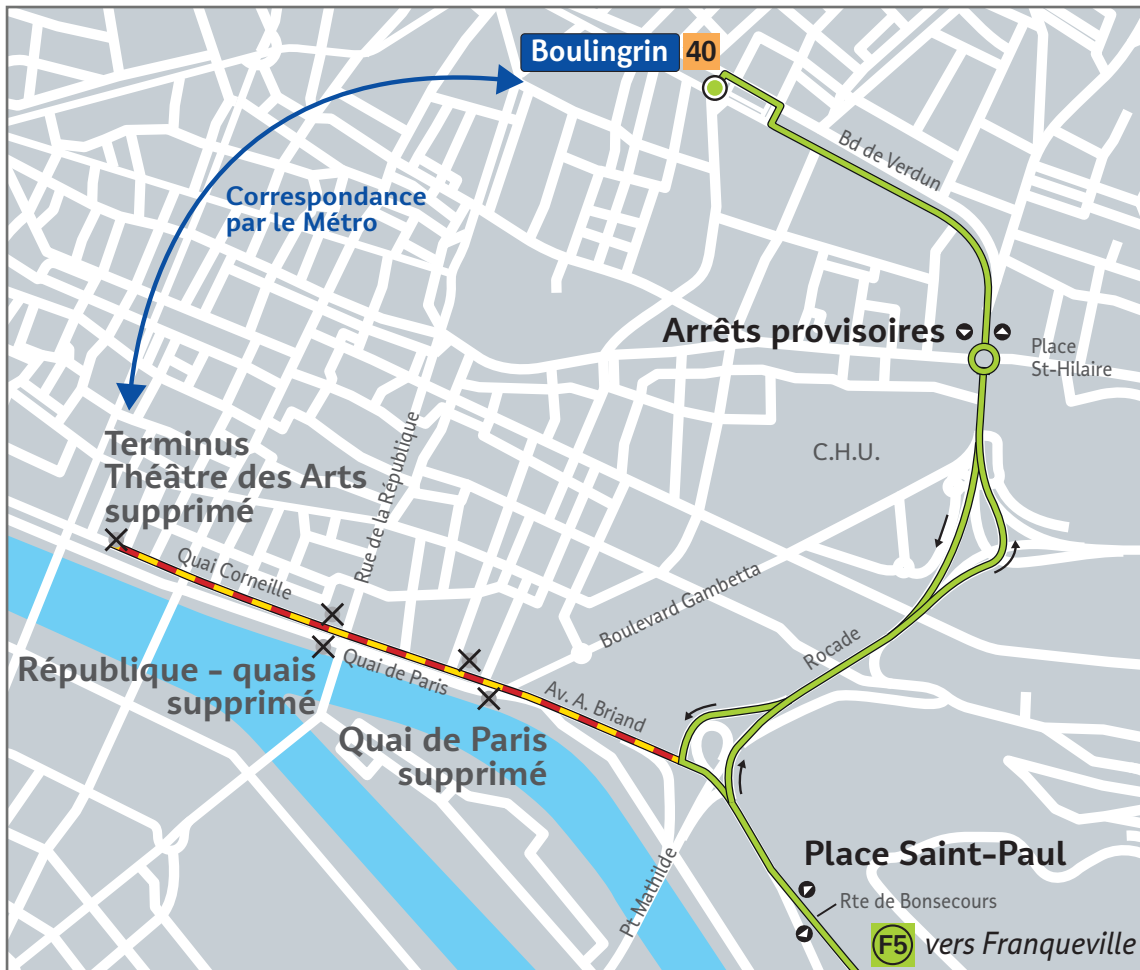 Boulingrin 40
Bd de Verdun
Correspondance
par le Métro
Arrêts provisoires
Place
St-Hilaire
Terminus
Théâtre des Arts
supprimé
Rue de la République
C.H.U.
Quai Corneille
Boulevard Gambetta
République - quais
supprimé
Quai de Paris
Av. A. Briand
Rocade
Quai de Paris
supprimé
Pt Mathilde
Place Saint-Paul
Rte de Bonsecours
F5 vers Franqueville